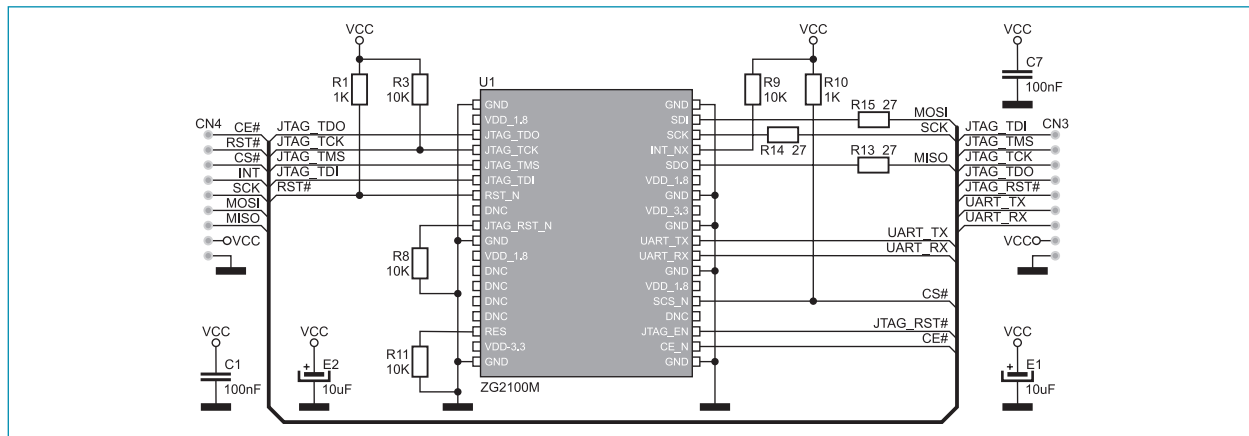 VCC
VCC
VCC
R1
1K
R3
10K
U1
R9
10K
R10
1K
C7
100nF
R15 27
R14 27
R13 27
CN4
CE#
RST#
CS#
INT
SCK
MOSI
MISO
VCC
JTAG_TDO
JTAG_TCK
JTAG_TMS
JTAG_TDI
RST#
GND
VDD_1.8
JTAG_TDO
JTAG_TCK
JTAG_TMS
JTAG_TDI
RST_N
DNC
JTAG_RST_N
GND
VDD_1.8
DNC
DNC
DNC
DNC
RES
VDD-3.3
GND
GND
SDI
SCK
INT_NX
SDO
VDD_1.8
GND
VDD_3.3
GND
UART_TX
UART_RX
GND
VDD_1.8
SCS_N
DNC
JTAG_EN
CE_N
GND
MOSI
SCK
MISO
UART_TX
UART_RX
CS#
JTAG_RST#
CE#
JTAG_TDI
JTAG_TMS
JTAG_TCK
JTAG_TDO
JTAG_RST#
UART_TX
UART_RX
VCC
CN3
R8
10K
R11
10K
VCC
C1
100nF
VCC
+
E2
10uF
ZG2100M
VCC
+
E1
10uF